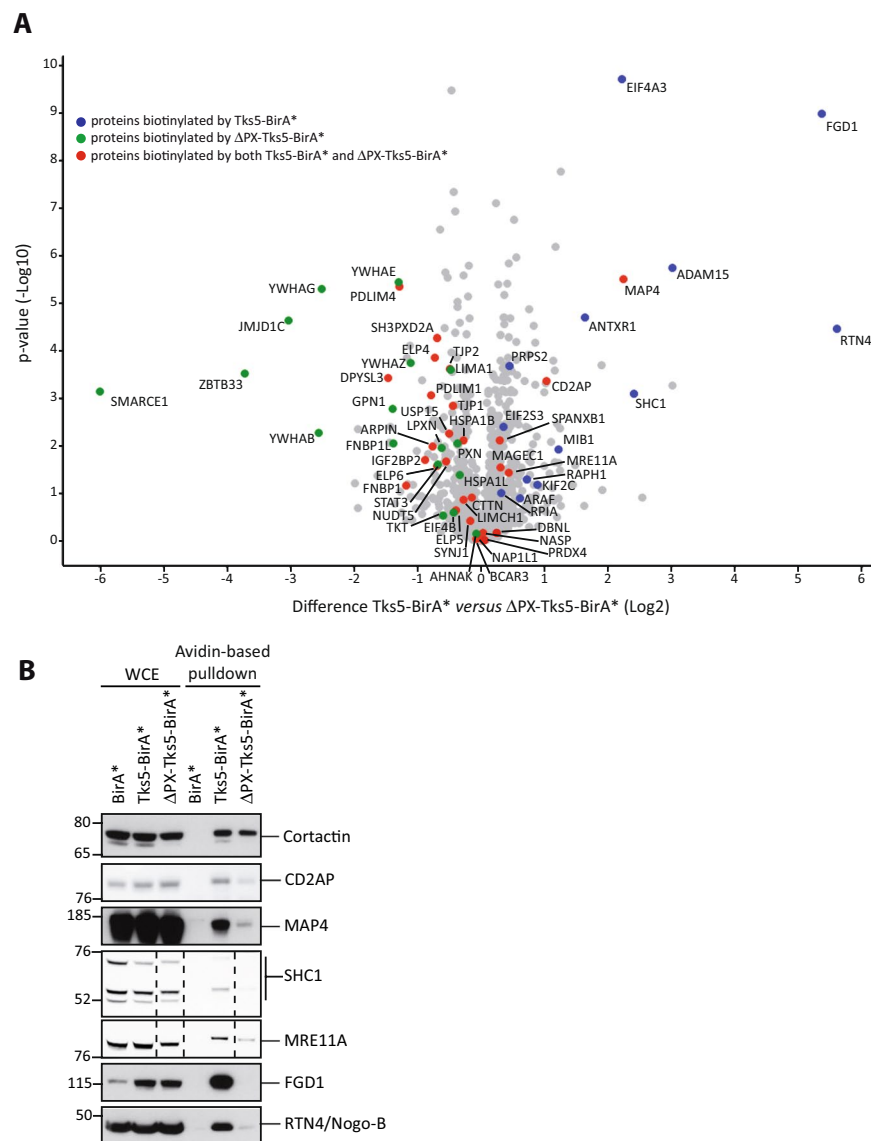 A
10
9
8
7
6
5
4
3
2
1
0
p-value (-Log10)
proteins biotinylated by Tks5-BirA*
proteins biotinylated by ΔPX-Tks5-BirA*
proteins biotinylated by both Tks5-BirA* and ΔPX-Tks5-BirA*
EIF4A3
FGD1
YWHAE
ADAM15
YWHAG
PDLIM4
MAP4
JMJD1C
SH3PXD2A
ANTXR1
RTN4
ELP4
TJP2
PRPS2
YWHAZ
LIMA1
ZBTB33
DPYSL3
CD2AP
PDLIM1
SMARCE1
GPN1
USP15
TJP1
SHC1
LPXN
HSPA1B
EIF2S3
SPANXB1
YWHAB
ARPIN
MIB1
FNBP1L
PXN
MAGEC1
MRE11A
IGF2BP2
RAPH1
ELP6
HSPA1L
KIF2C
FNBP1
ARAF
STAT3
CTTN
RPIA
NUDT5
LIMCH1
TKT
EIF4B
DBNL
ELP5
NASP
SYNJ1
NAP1L1
PRDX4
AHNAK
BCAR3
-6 -5 -4 -3 -2 -1 0 1 2 3 4 5 6
Difference Tks5-BirA* versus ΔPX-Tks5-BirA* (Log2)
B
WCE
Avidin-based
pulldown
BirA*
Tks5-BirA*
ΔPX-Tks5-BirA*
BirA*
Tks5-BirA*
ΔPX-Tks5-BirA*
80
65
Cortactin
76
CD2AP
185
MAP4
76
52
SHC1
76
MRE11A
115
FGD1
50
RTN4/Nogo-B